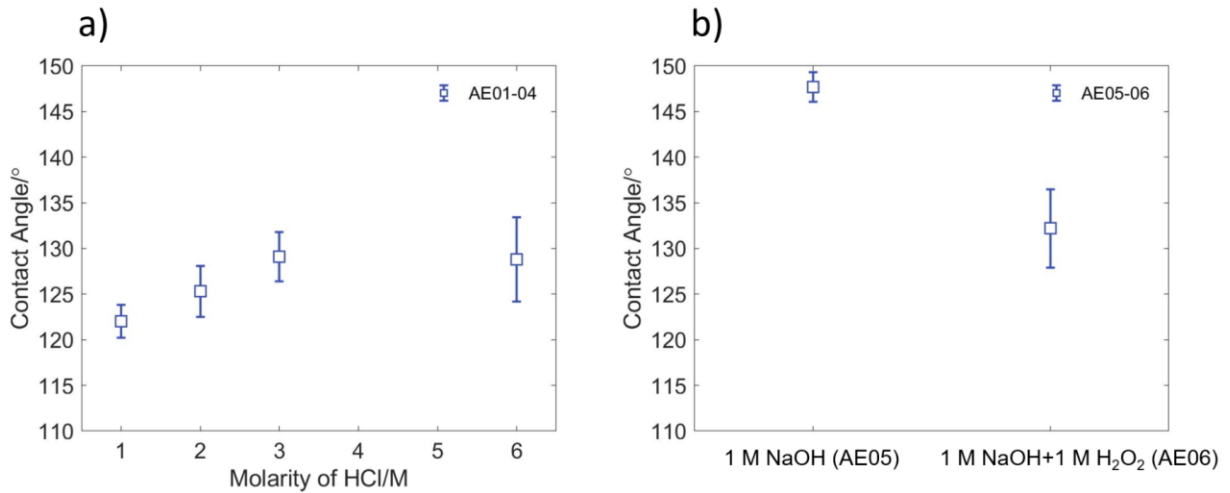 a)
150
145
140
135
130
125
120
115
110
Contact Angle/°
AE01-04
1 2 3 4 5 6
Molarity of HCl/M
b)
150
145
140
135
130
125
120
115
110
Contact Angle/°
AE05-06
1 M NaOH (AE05) 1 M NaOH+1 M H₂O₂ (AE06)